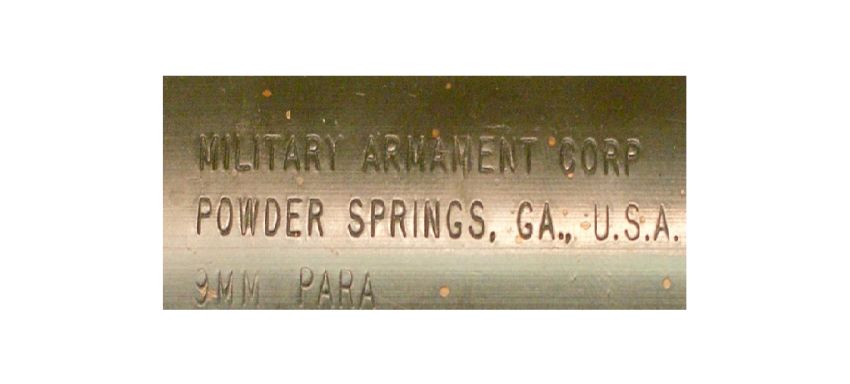 MILITARY ARMAMENT CORP
POWDER SPRINGS, GA., U.S.A.
9MM PARA